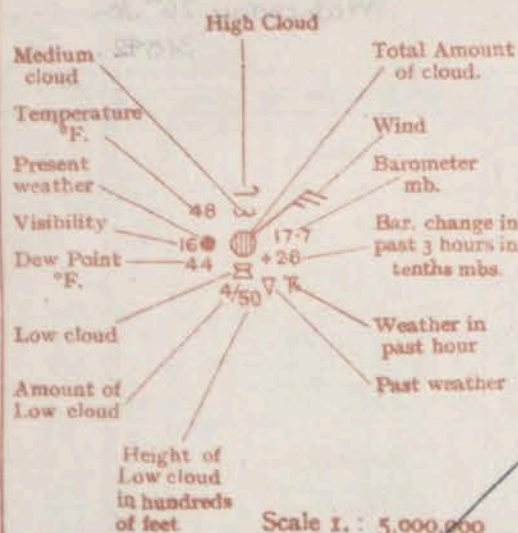 High Cloud
Medium
cloud
Total Amount
of cloud.
Temperature
°F.
Wind
Present
weather
Barometer
mb.
48
Visibility
16
17·7
Bar. change in
past 3 hours in
tenths mbs.
Dew Point
°F.
44
+28
4/50
Low cloud
Weather in
past hour
Amount of
Low cloud
Past weather
Height of
Low cloud
in hundreds
of feet
Scale 1. : 5,000,000